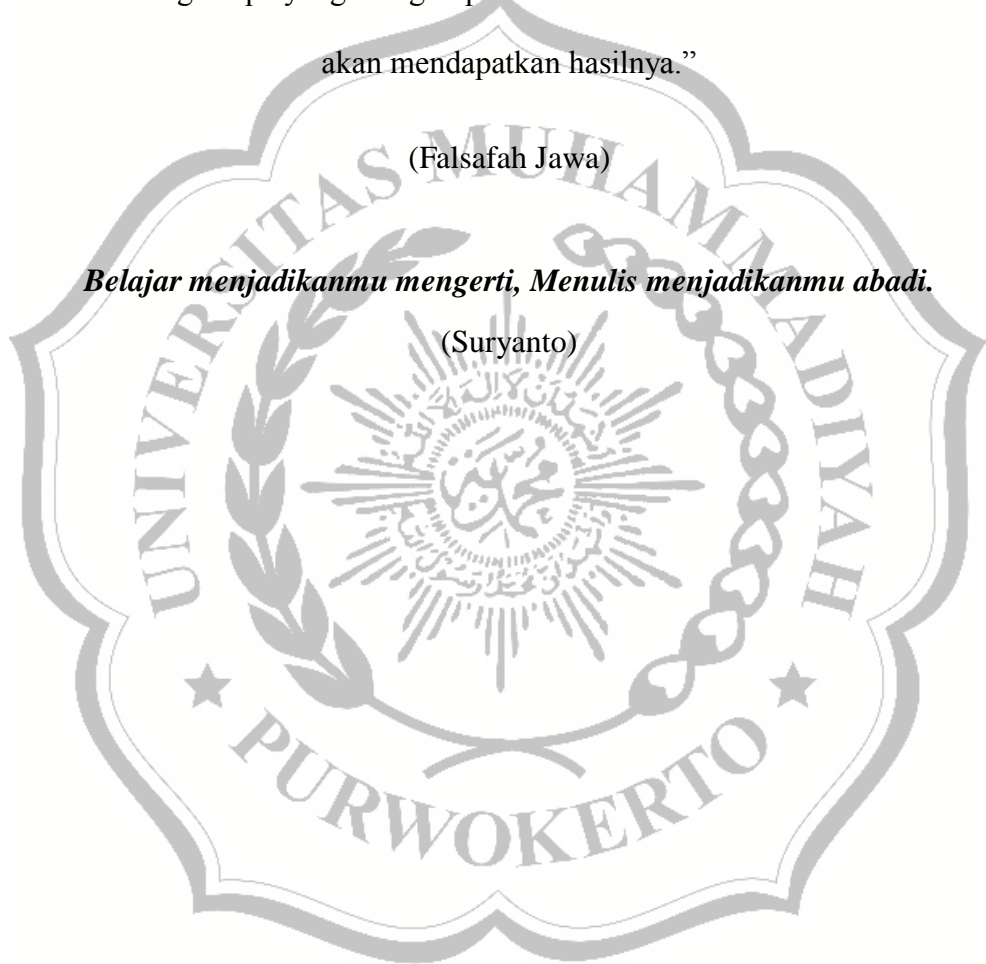 akan mendapatkan hasilnya.”
(Falsafah Jawa)
Belajar menjadikanmu mengerti, Menulis menjadikanmu abadi.
(Suryanto)
UNIVERSITAS MUHAMMADIYAH
PURWOKERTO